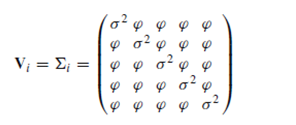 σ² φ φ φ φ
φ σ² φ φ φ
V_i = Σ_i = φ φ σ² φ φ
φ φ φ σ² φ
φ φ φ φ σ²